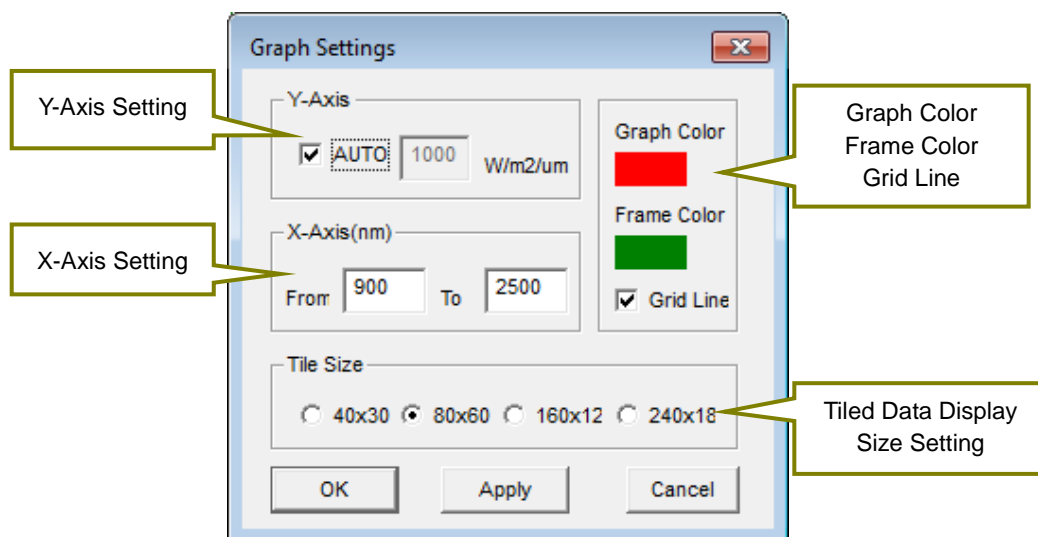 Graph Settings
Y-Axis Setting
Y-Axis
AUTO 1000 W/m2/um
Graph Color
Frame Color
Grid Line
Graph Color
Frame Color
Grid Line
X-Axis Setting
X-Axis(nm)
From 900 To 2500
Tile Size
40x30 80x60 160x12 240x18
Tiled Data Display
Size Setting
OK Apply Cancel